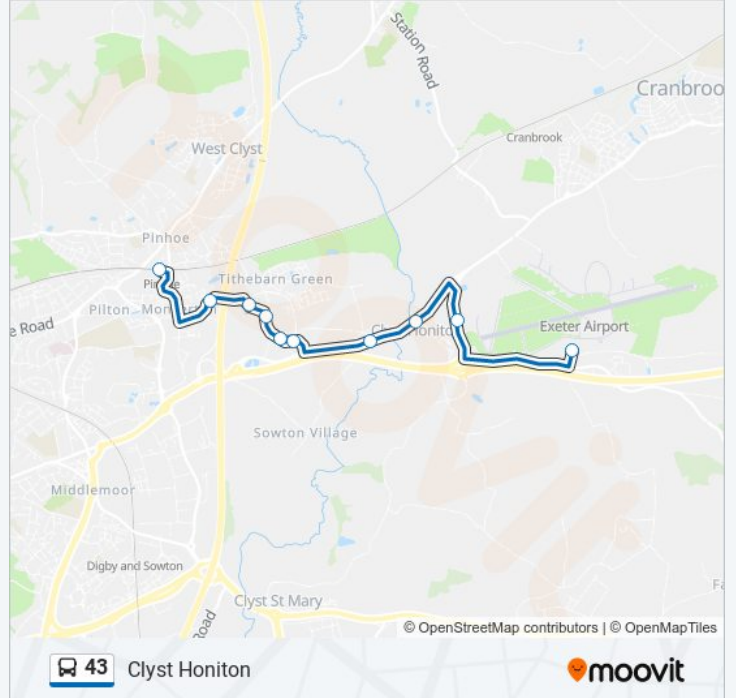 Station Road
Cranbroo
Cranbrook
West Clyst
Pinhoe
Tithebarn Green
Pilton
e Road
Exeter Airport
Sowton Village
Middlemoor
Digby and Sowton
Clyst St Mary
Road
© OpenStreetMap contributors | © OpenMapTiles
43 Clyst Honiton
moovit